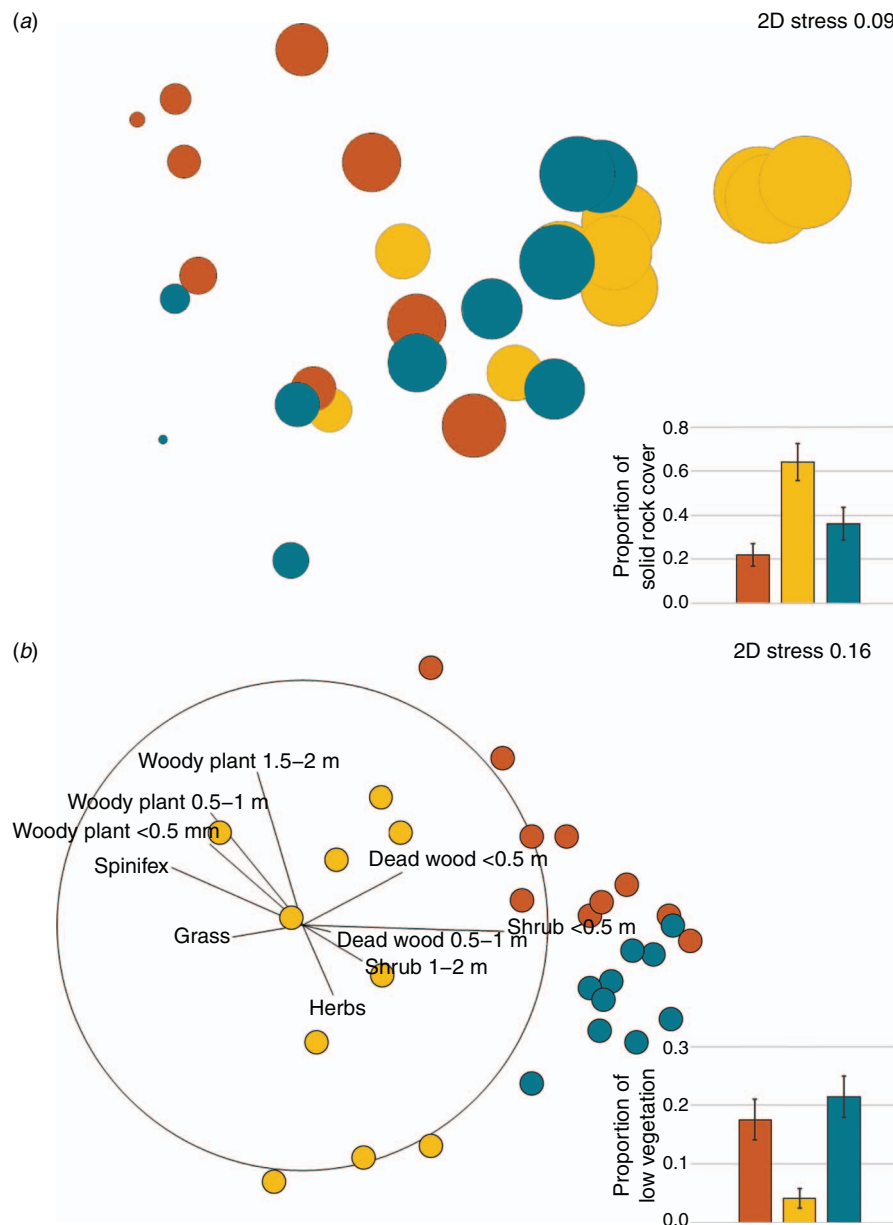 (a)
2D stress 0.09
Proportion of
solid rock cover
0.8
0.6
0.4
0.2
0.0
(b)
2D stress 0.16
Woody plant 1.5–2 m
Woody plant 0.5–1 m
Woody plant <0.5 mm
Spinifex
Dead wood <0.5 m
Grass
Shrub <0.5 m
Dead wood 0.5–1 m
Shrub 1–2 m
Herbs
Proportion of
low vegetation
0.3
0.2
0.1
0.0